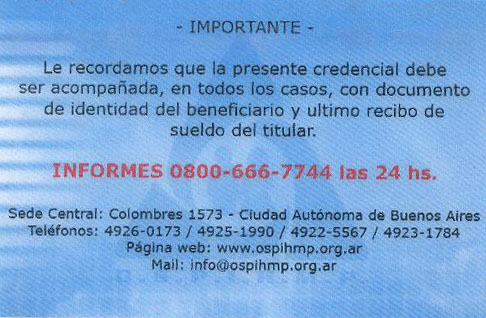 - IMPORTANTE -
Le recordamos que la presente credencial debe
ser acompañada, en todos los casos, con documento
de identidad del beneficiario y ultimo recibo de
sueldo del titular.
INFORMES 0800-666-7744 las 24 hs.
Sede Central: Colombres 1573 - Ciudad Autónoma de Buenos Aires
Teléfonos: 4926-0173 / 4925-1990 / 4922-5567 / 4923-1784
Página web: www.ospihmp.org.ar
Mail: info@ospihmp.org.ar